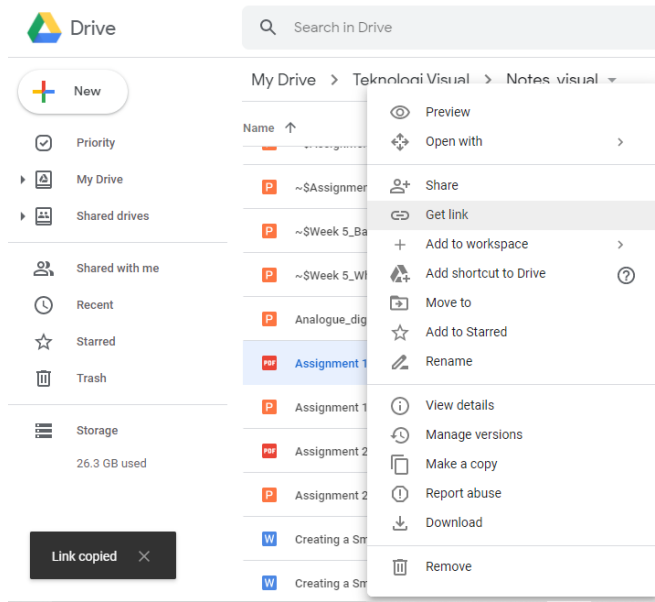 Drive
Search in Drive
New
Priority
My Drive
Shared drives
Shared with me
Recent
Starred
Trash
Storage
26.3 GB used
Link copied
My Drive > Teknologi Visual > Notes_visual
Name
P ~$Assignmen
P ~$Week 5_Ba
P ~$Week 5_Wh
P Analogue_dig
PDF Assignment 1
P Assignment 1
PDF Assignment 2
P Assignment 2
W Creating a Sm
W Creating a Sm
Preview
Open with
Share
Get link
Add to workspace
Add shortcut to Drive
Move to
Add to Starred
Rename
View details
Manage versions
Make a copy
Report abuse
Download
Remove